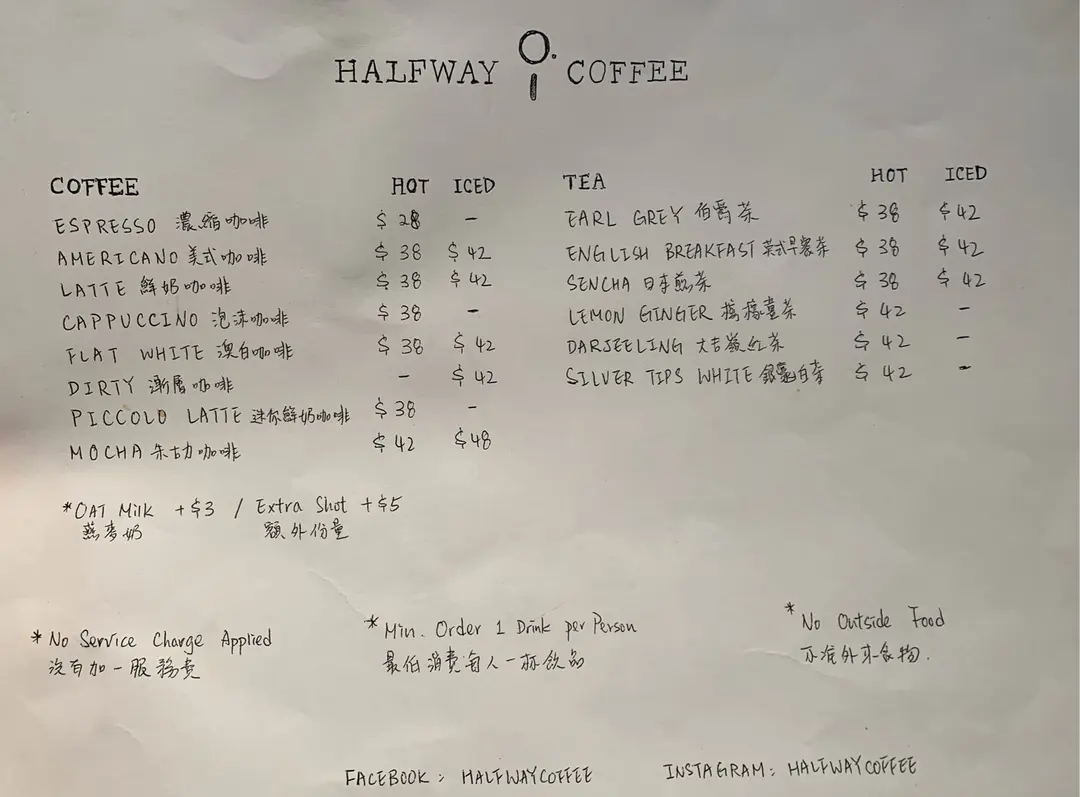 HALFWAY COFFEE
COFFEE HOT ICED
ESPRESSO 濃縮咖啡 $28 –
AMERICANO 美式咖啡 $38 $42
LATTE 鮮奶咖啡 $38 $42
CAPPUCCINO 泡沫咖啡 $38 –
FLAT WHITE 澳白咖啡 $38 $42
DIRTY 漸層咖啡 – $42
PICCOLO LATTE 迷你鮮奶咖啡 $38 –
MOCHA 朱古力咖啡 $42 $48
*OAT Milk +$3 / Extra Shot +$5
燕麥奶 額外份量
TEA HOT ICED
EARL GREY 伯爵茶 $38 $42
ENGLISH BREAKFAST 英式早餐茶 $38 $42
SENCHA 日本煎茶 $38 $42
LEMON GINGER 檸檬薑茶 $42 –
DARJEELING 大吉嶺紅茶 $42 –
SILVER TIPS WHITE 銀毫白茶 $42 –
*No Service Charge Applied
沒有加一服務費
*Min. Order 1 Drink per Person
最低消費每人一杯飲品
*No Outside Food
不准外來食物.
FACEBOOK: HALFWAYCOFFEE
INSTAGRAM: HALFWAYCOFFEE